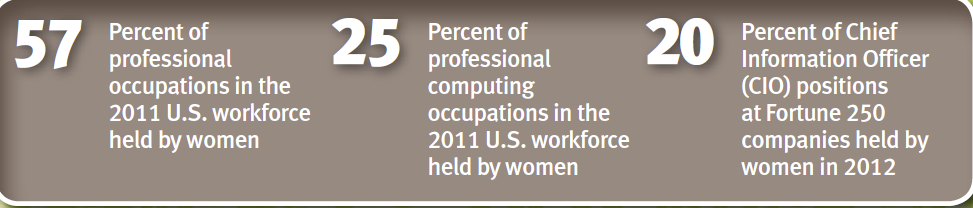 57
Percent of
professional
occupations in the
2011 U.S. workforce
held by women
25
Percent of
professional
computing
occupations in the
2011 U.S. workforce
held by women
20
Percent of Chief
Information Officer
(CIO) positions
at Fortune 250
companies held by
women in 2012